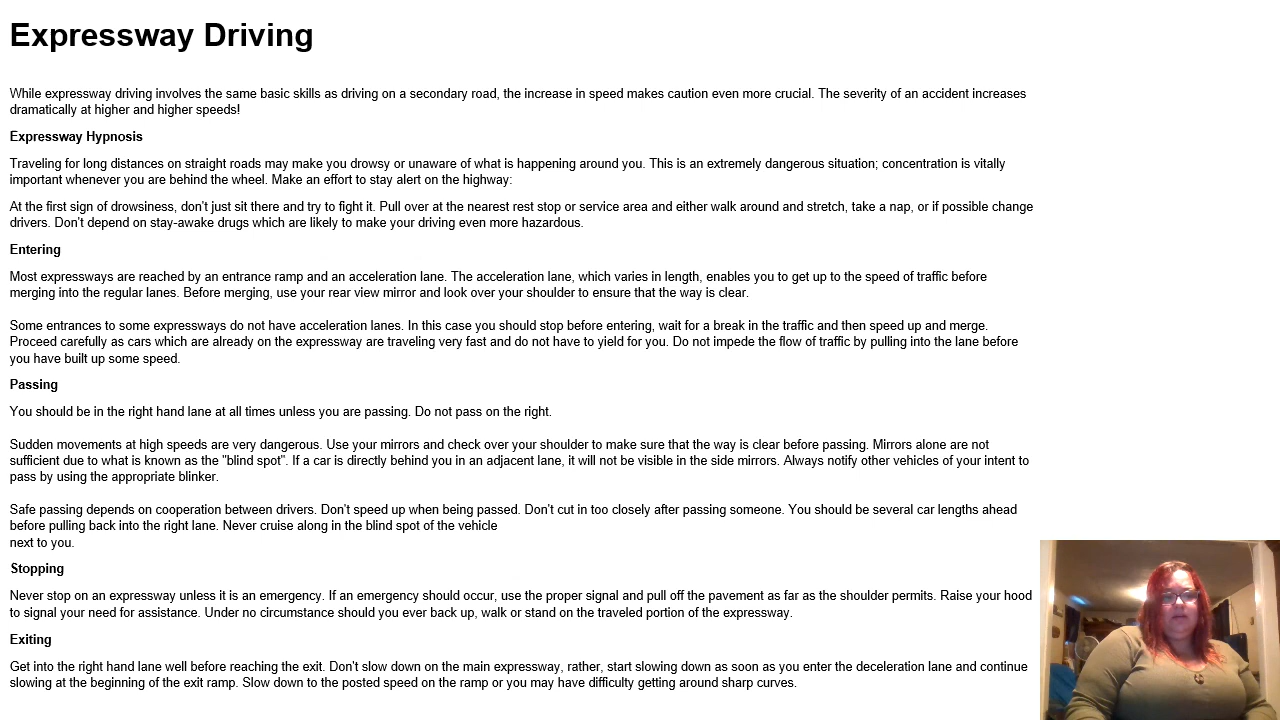 Expressway Driving
While expressway driving involves the same basic skills as driving on a secondary road, the increase in speed makes caution even more crucial. The severity of an accident increases
dramatically at higher and higher speeds!
Expressway Hypnosis
Traveling for long distances on straight roads may make you drowsy or unaware of what is happening around you. This is an extremely dangerous situation; concentration is vitally
important whenever you are behind the wheel. Make an effort to stay alert on the highway:
At the first sign of drowsiness, don't just sit there and try to fight it. Pull over at the nearest rest stop or service area and either walk around and stretch, take a nap, or if possible change
drivers. Don't depend on stay-awake drugs which are likely to make your driving even more hazardous.
Entering
Most expressways are reached by an entrance ramp and an acceleration lane. The acceleration lane, which varies in length, enables you to get up to the speed of traffic before
merging into the regular lanes. Before merging, use your rear view mirror and look over your shoulder to ensure that the way is clear.
Some entrances to some expressways do not have acceleration lanes. In this case you should stop before entering, wait for a break in the traffic and then speed up and merge.
Proceed carefully as cars which are already on the expressway are traveling very fast and do not have to yield for you. Do not impede the flow of traffic by pulling into the lane before
you have built up some speed.
Passing
You should be in the right hand lane at all times unless you are passing. Do not pass on the right.
Sudden movements at high speeds are very dangerous. Use your mirrors and check over your shoulder to make sure that the way is clear before passing. Mirrors alone are not
sufficient due to what is known as the "blind spot". If a car is directly behind you in an adjacent lane, it will not be visible in the side mirrors. Always notify other vehicles of your intent to
pass by using the appropriate blinker.
Safe passing depends on cooperation between drivers. Don't speed up when being passed. Don't cut in too closely after passing someone. You should be several car lengths ahead
before pulling back into the right lane. Never cruise along in the blind spot of the vehicle
next to you.
Stopping
Never stop on an expressway unless it is an emergency. If an emergency should occur, use the proper signal and pull off the pavement as far as the shoulder permits. Raise your hood
to signal your need for assistance. Under no circumstance should you ever back up, walk or stand on the traveled portion of the expressway.
Exiting
Get into the right hand lane well before reaching the exit. Don't slow down on the main expressway, rather, start slowing down as soon as you enter the deceleration lane and continue
slowing at the beginning of the exit ramp. Slow down to the posted speed on the ramp or you may have difficulty getting around sharp curves.